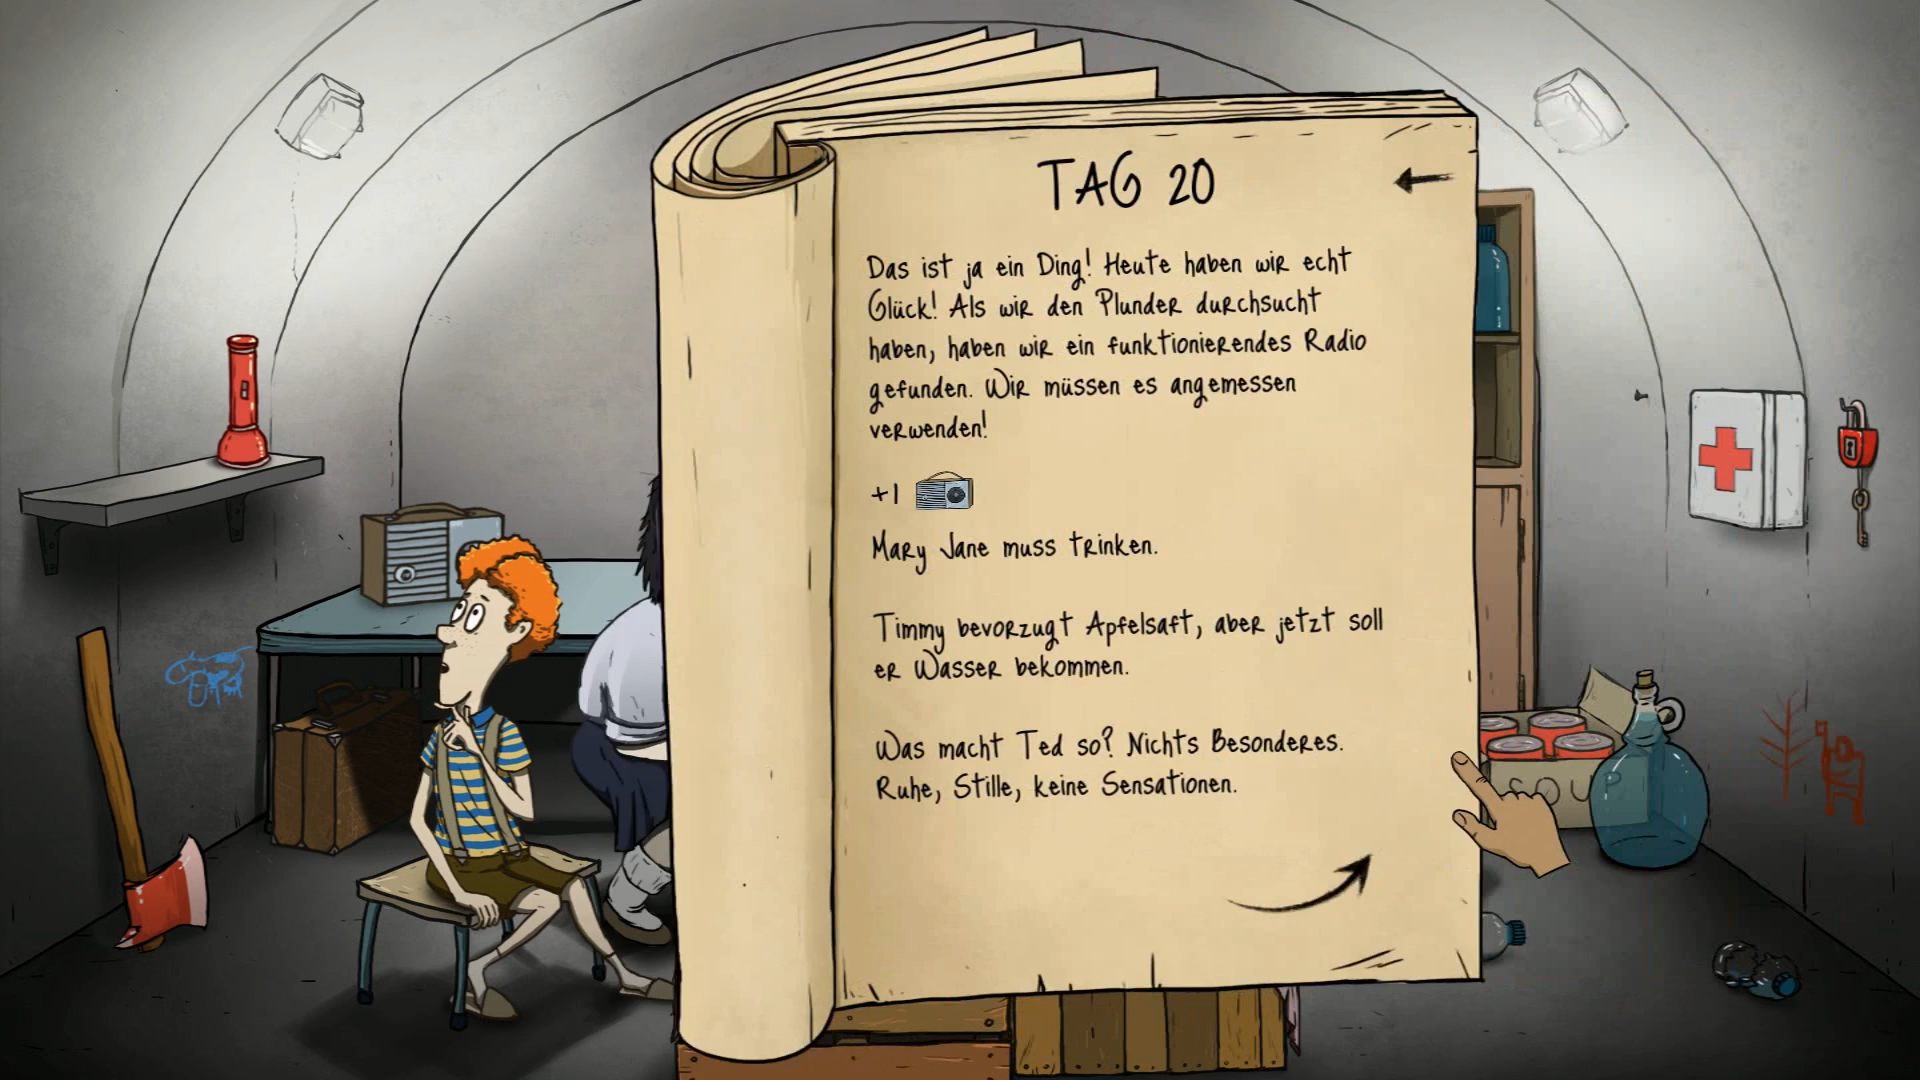 TAG 20
Das ist ja ein Ding! Heute haben wir echt
Glück! Als wir den Plunder durchsucht
haben, haben wir ein funktionierendes Radio
gefunden. Wir müssen es angemessen
verwenden!
+1
Mary Jane muss trinken.
Timmy bevorzugt Apfelsaft, aber jetzt soll
er Wasser bekommen.
Was macht Ted so? Nichts Besonderes.
Ruhe, Stille, keine Sensationen.
SOUP